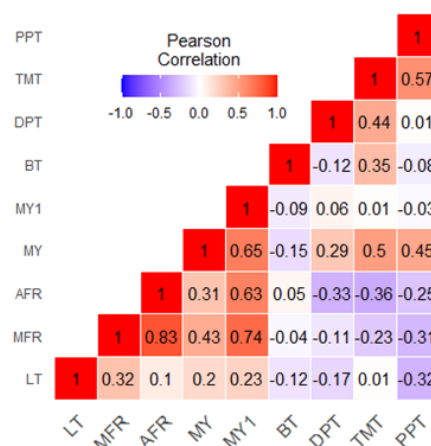 PPT 1
Pearson
Correlation
-1.0 -0.5 0.0 0.5 1.0
TMT 1 0.57
DPT 1 0.44 0.01
BT 1 -0.12 0.35 -0.08
MY1 1 -0.09 0.06 0.01 -0.03
MY 1 0.65 -0.15 0.29 0.5 0.45
AFR 1 0.31 0.63 0.05 -0.33 -0.36 -0.25
MFR 1 0.83 0.43 0.74 -0.04 -0.11 -0.23 -0.31
LT 1 0.32 0.1 0.2 0.23 -0.12 -0.17 0.01 -0.32
LT MFR AFR MY MY1 BT DPT TMT PPT